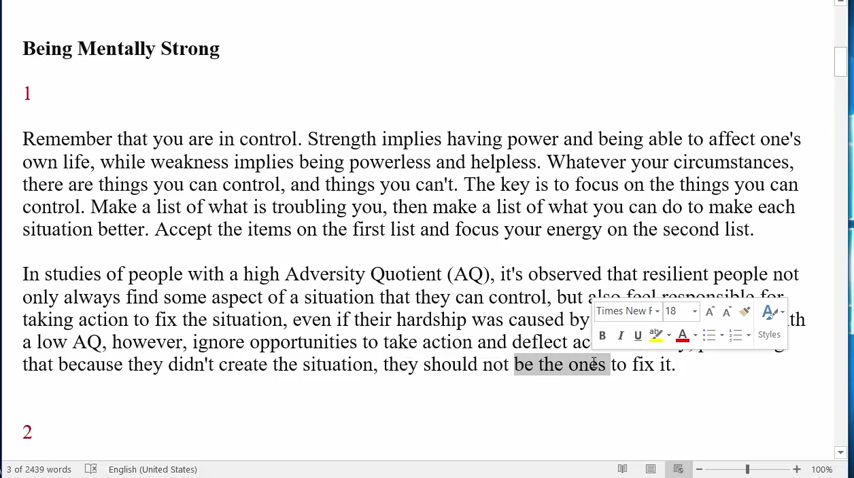 Being Mentally Strong
1
Remember that you are in control. Strength implies having power and being able to affect one's
own life, while weakness implies being powerless and helpless. Whatever your circumstances,
there are things you can control, and things you can't. The key is to focus on the things you can
control. Make a list of what is troubling you, then make a list of what you can do to make each
situation better. Accept the items on the first list and focus your energy on the second list.
In studies of people with a high Adversity Quotient (AQ), it's observed that resilient people not
only always find some aspect of a situation that they can control, but also feel responsible for
taking action to fix the situation, even if their hardship was caused by
with a low AQ, however, ignore opportunities to take action and deflect
that because they didn't create the situation, they should not be the ones to fix it.
2
Times New F 18
B I U ab A Styles
3 of 2439 words English (United States) 100%